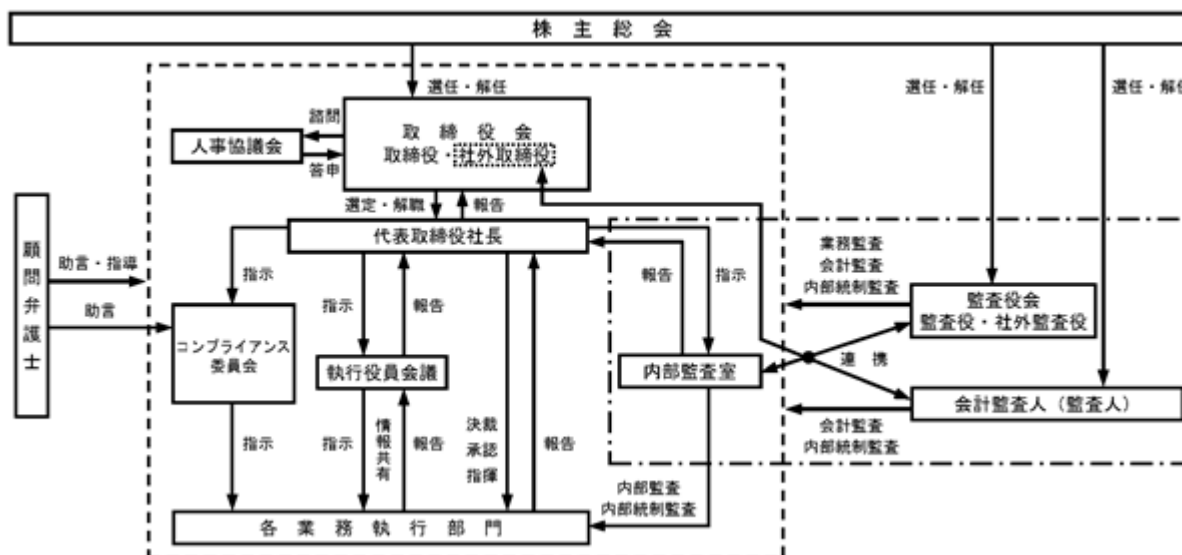 株主総会
選任・解任
選任・解任
選任・解任
諮問
人事協議会
答申
取締役会
取締役・社外取締役
選定・解職
報告
代表取締役社長
顧問弁護士
助言・指導
助言
指示
指示
報告
報告
指示
業務監査
会計監査
内部統制監査
監査役会
監査役・社外監査役
コンプライアンス
委員会
執行役員会議
内部監査室
連携
会計監査人（監査人）
会計監査
内部統制監査
指示
指示
情報共有
報告
決裁
承認
指揮
報告
内部監査
内部統制監査
各業務執行部門